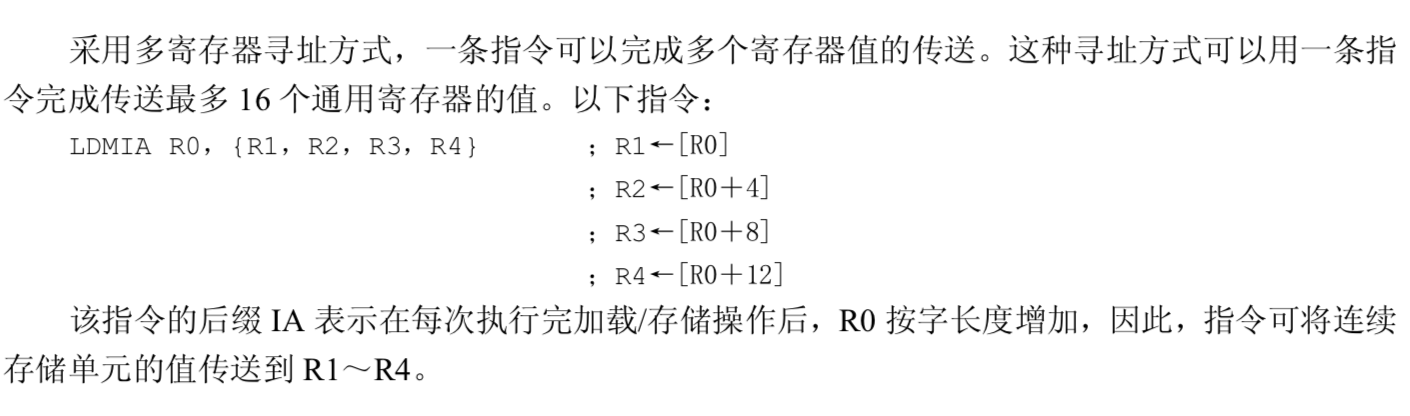 采用多寄存器寻址方式，一条指令可以完成多个寄存器值的传送。这种寻址方式可以用一条指
令完成传送最多 16 个通用寄存器的值。以下指令：
LDMIA R0，{R1，R2，R3，R4} ；R1←[R0]
；R2←[R0＋4]
；R3←[R0＋8]
；R4←[R0＋12]
该指令的后缀 IA 表示在每次执行完加载/存储操作后，R0 按字长度增加，因此，指令可将连续
存储单元的值传送到 R1～R4。